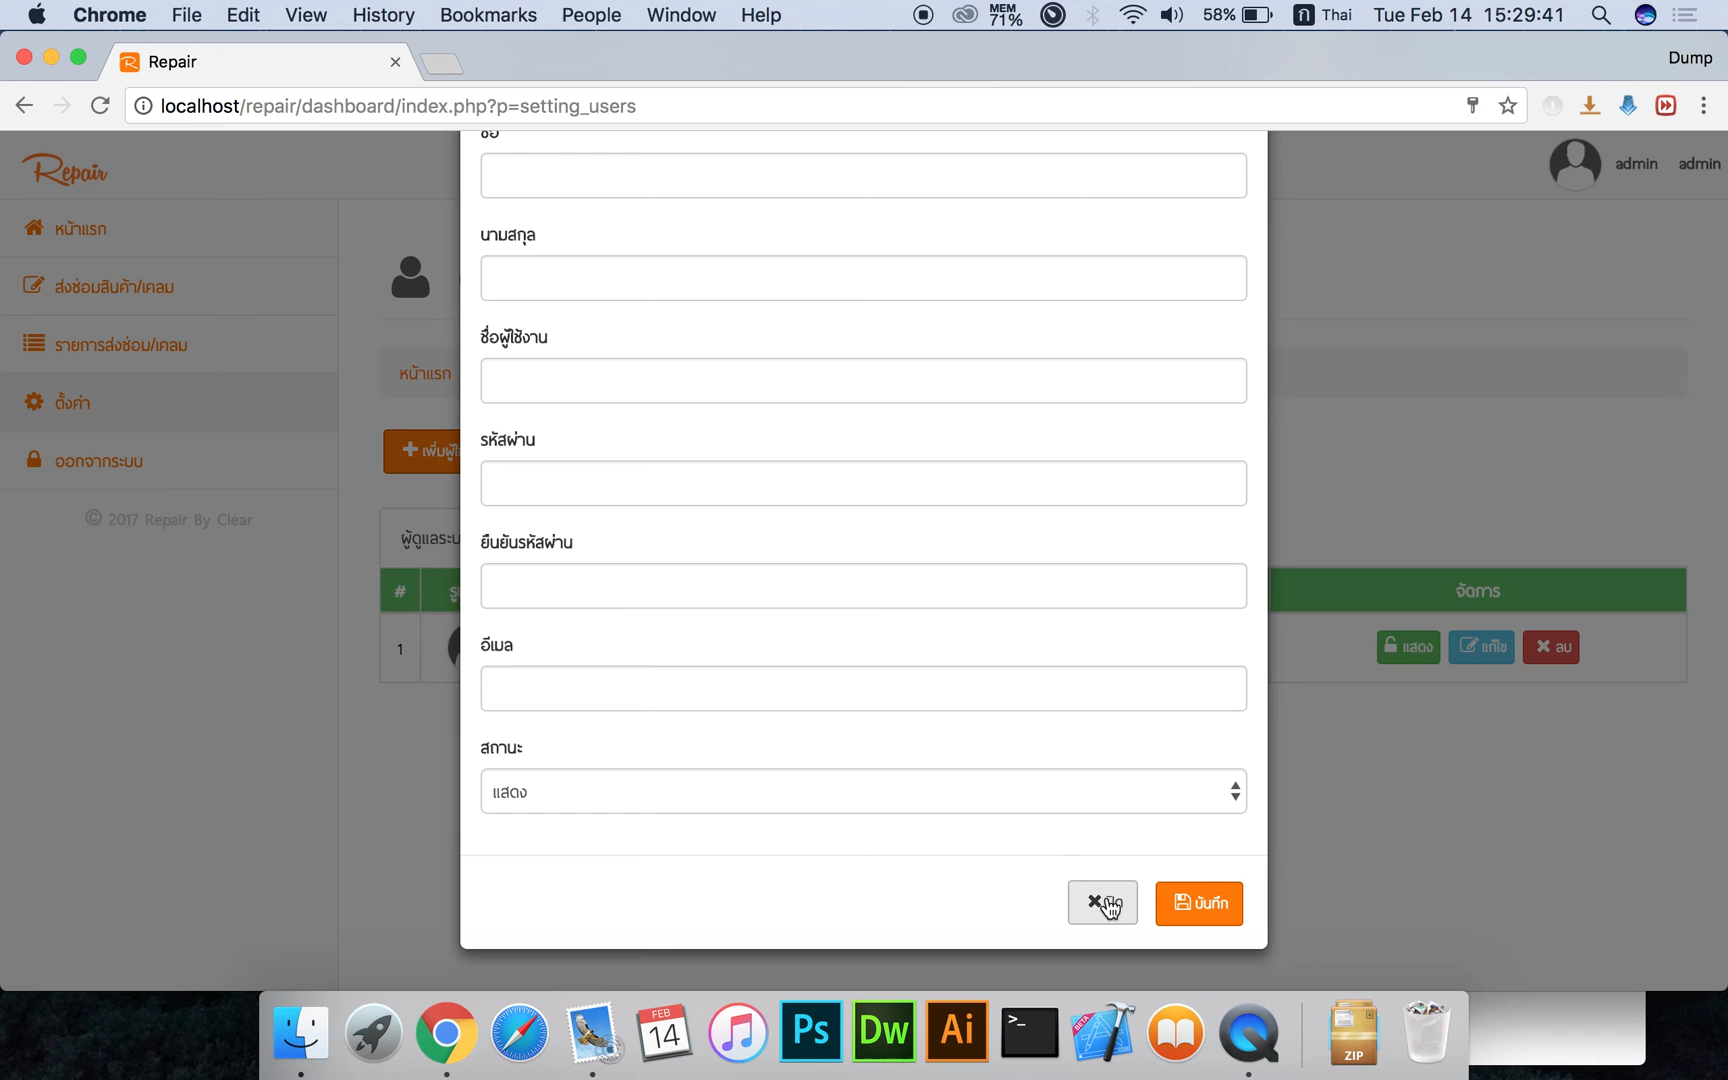 Chrome File Edit View History Bookmarks People Window Help MEM 71% 58% ก Thai Tue Feb 14 15:29:41
Repair Dump
localhost/repair/dashboard/index.php?p=setting_users
Repair admin admin
ชื่อ
หน้าแรก
นามสกุล
ส่งซ่อมสินค้า/เคลม
ชื่อผู้ใช้งาน
รายการส่งซ่อม/เคลม
หน้าแรก
ตั้งค่า
รหัสผ่าน
ออกจากระบบ
© 2017 Repair By Clear
ยืนยันรหัสผ่าน
# จัดการ
อีเมล
1 แสดง แก้ไข ลบ
สถานะ
แสดง
บันทึก
FEB
14
Ps Dw Ai >_ BETA ZIP